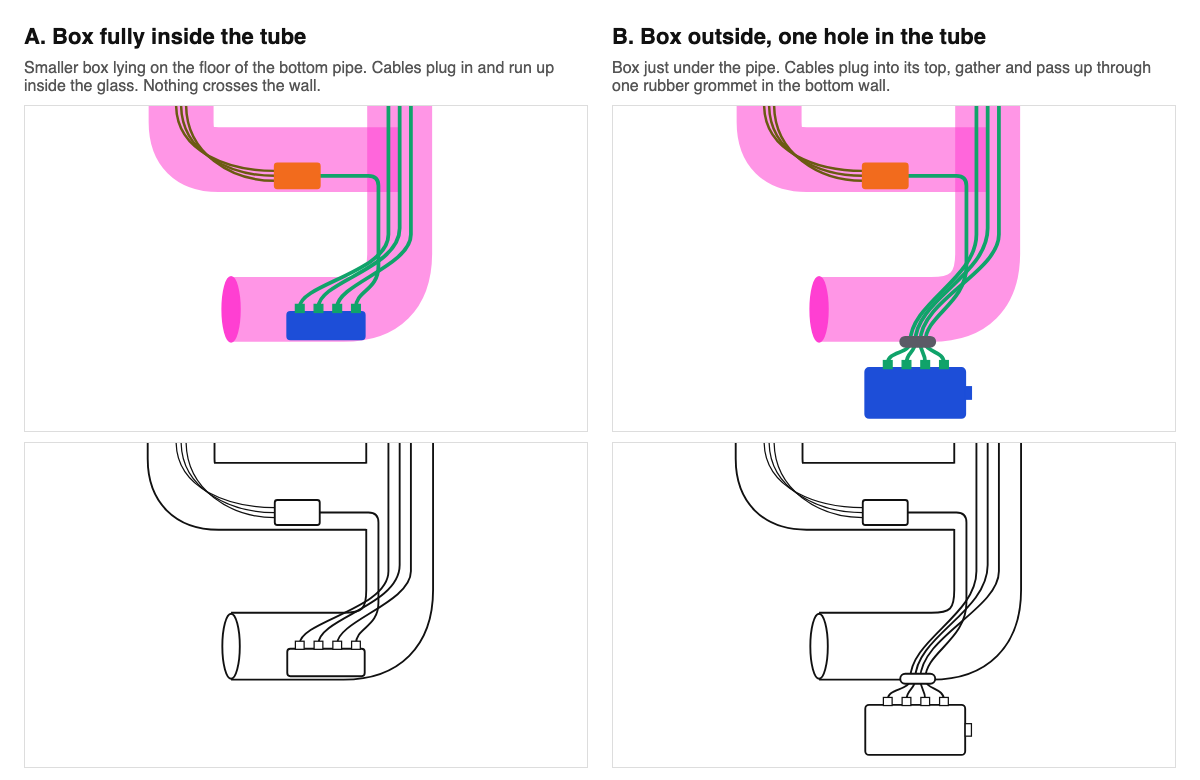 A. Box fully inside the tube
Smaller box lying on the floor of the bottom pipe. Cables plug in and run up
inside the glass. Nothing crosses the wall.
B. Box outside, one hole in the tube
Box just under the pipe. Cables plug into its top, gather and pass up through
one rubber grommet in the bottom wall.